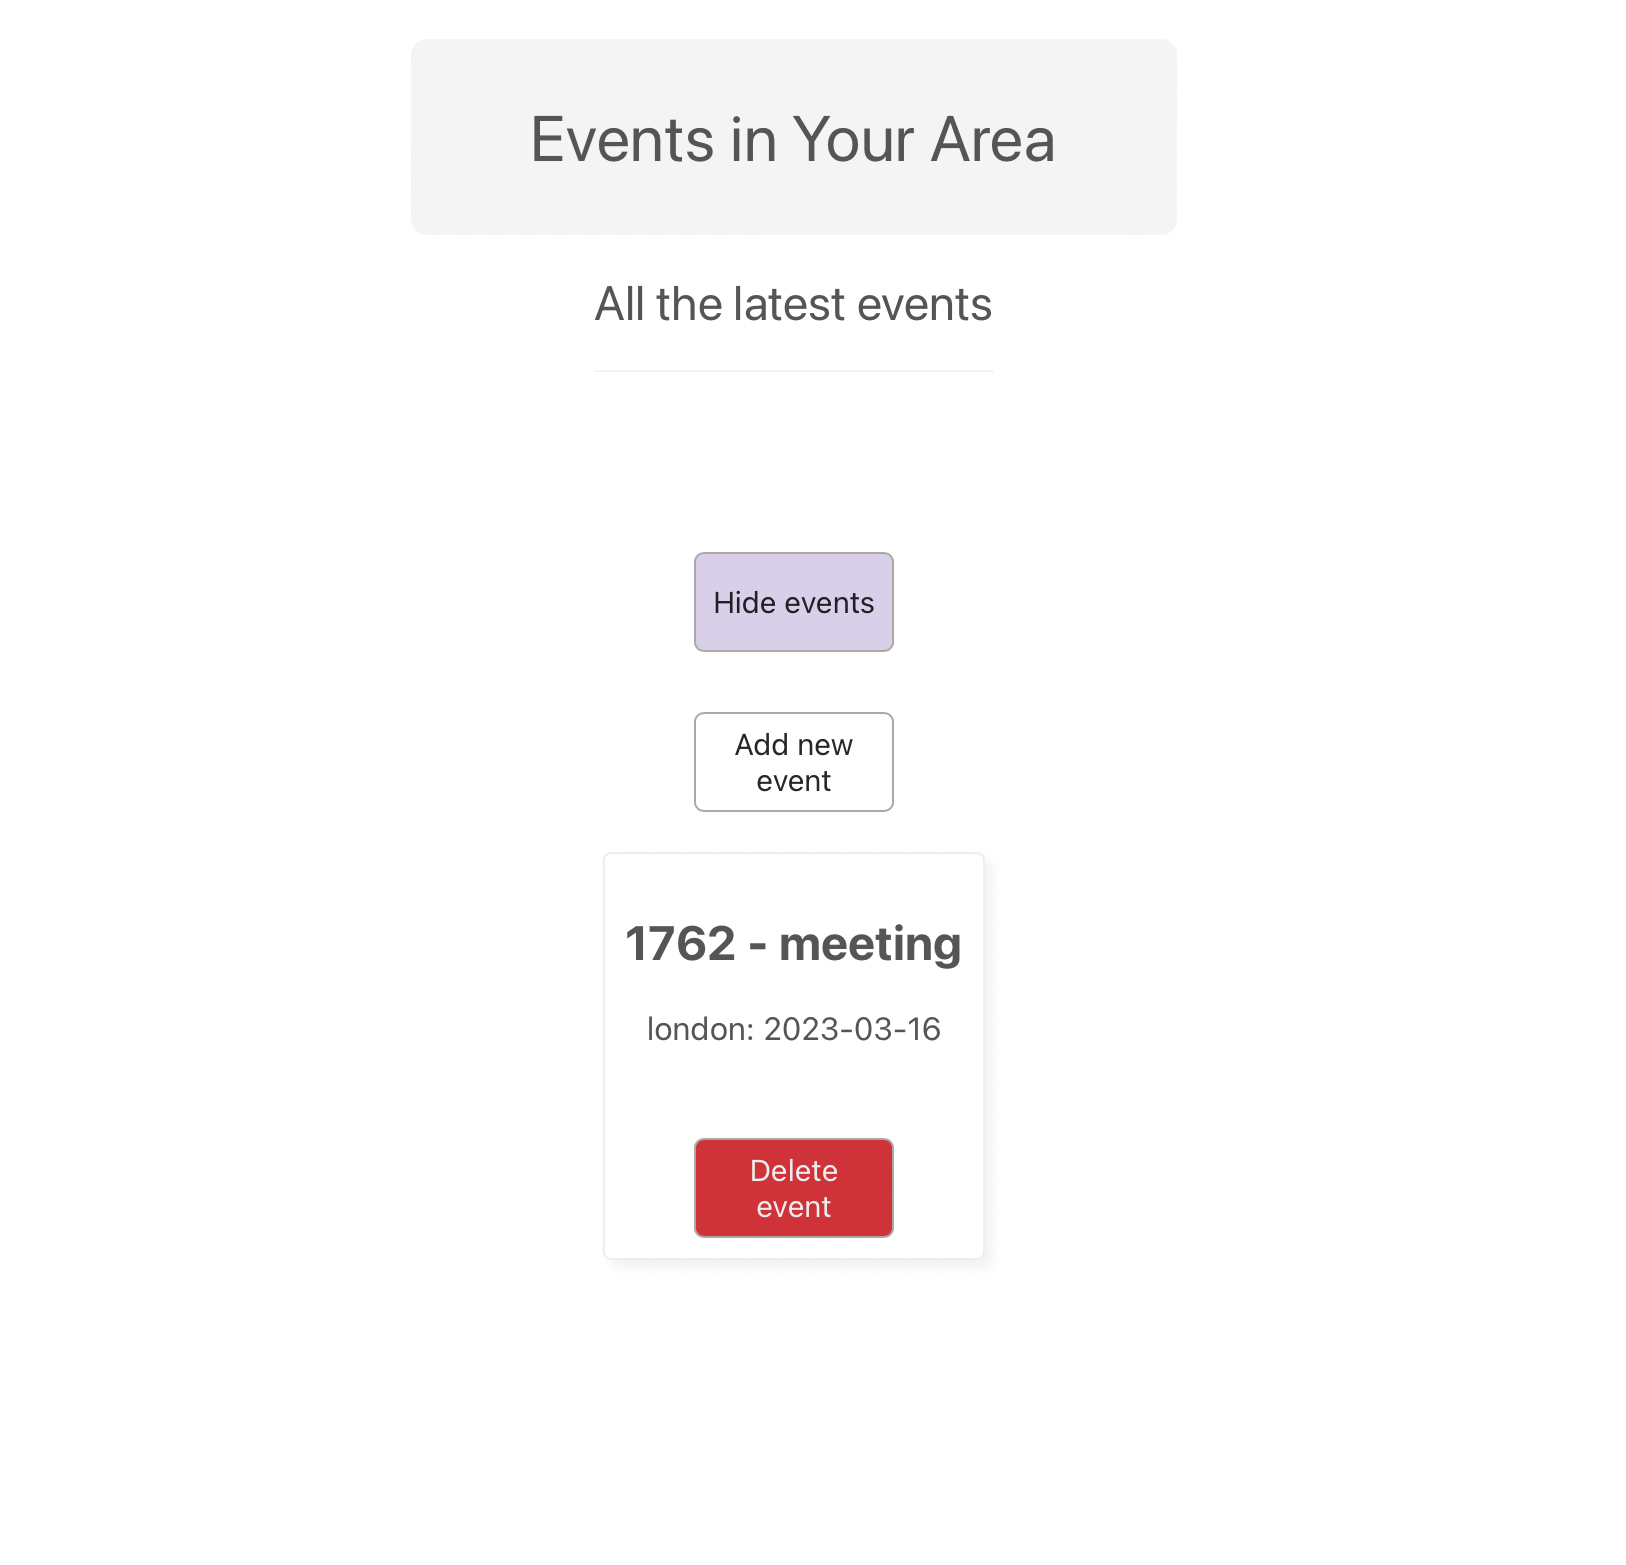 Events in Your Area
All the latest events
Hide events
Add new
event
1762 - meeting
london: 2023-03-16
Delete
event